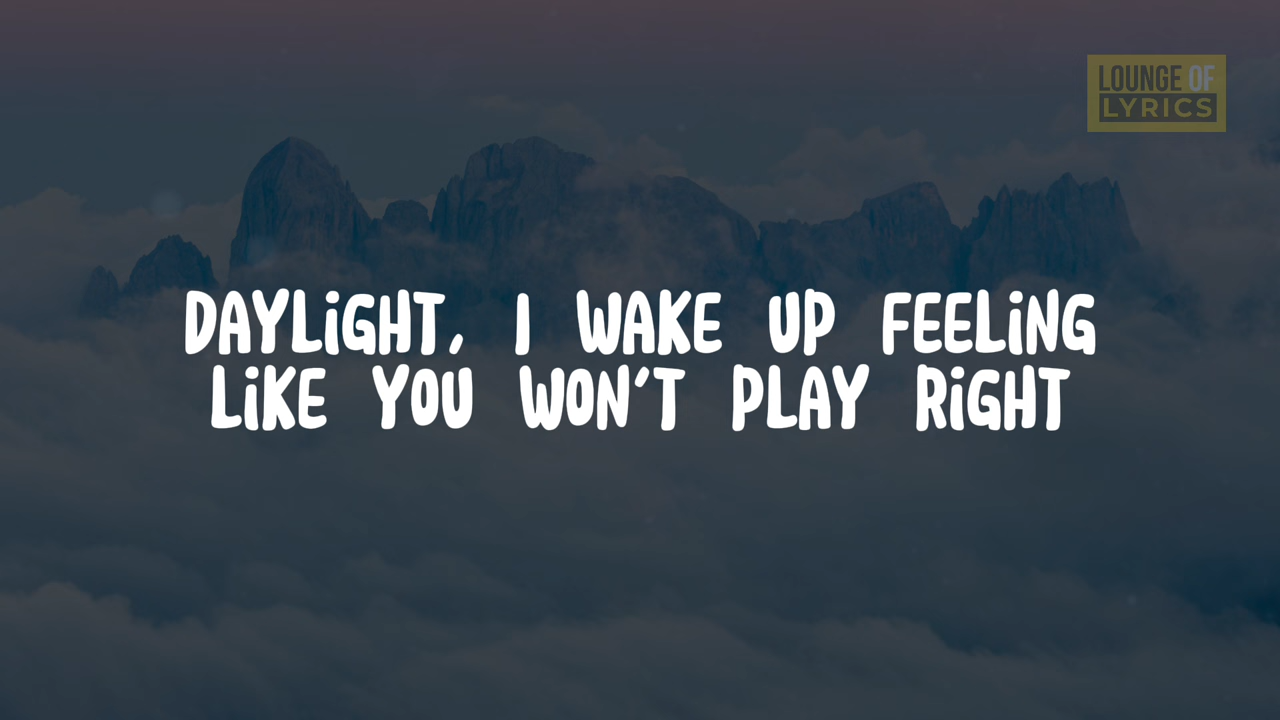 LOUNGE OF
LYRICS
DAYLiGHT, I WAKE UP FEELiNG
LiKE YOU WON'T PLAY RiGHT